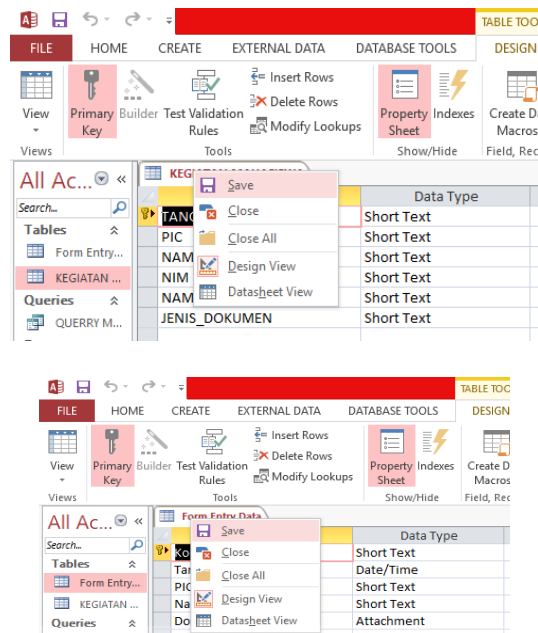 TABLE TOO
FILE HOME CREATE EXTERNAL DATA DATABASE TOOLS DESIGN
View Primary Key Builder Test Validation Rules Insert Rows Delete Rows Modify Lookups Property Sheet Indexes Create D Macros
Views Tools Show/Hide Field, Rec
All Ac... «
Search...
Tables
Form Entry...
KEGIATAN ...
Queries
QUERRY M...
Data Type
TANG Short Text
PIC Short Text
NAM Short Text
NIM Short Text
NAM Short Text
JENIS_DOKUMEN Short Text
Save
Close
Close All
Design View
Datasheet View
TABLE TOO
FILE HOME CREATE EXTERNAL DATA DATABASE TOOLS DESIGN
View Primary Key Builder Test Validation Rules Insert Rows Delete Rows Modify Lookups Property Sheet Indexes Create D Macros
Views Tools Show/Hide Field, Rec
All Ac... «
Search...
Tables
Form Entry...
KEGIATAN ...
Queries
Form Entry Data
Data Type
Ko Short Text
Tan Date/Time
PIC Short Text
Na Short Text
Do Attachment
Save
Close
Close All
Design View
Datasheet View